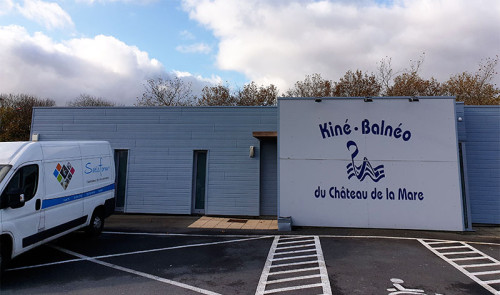 Kiné - Balnéo
du Château de la Mare